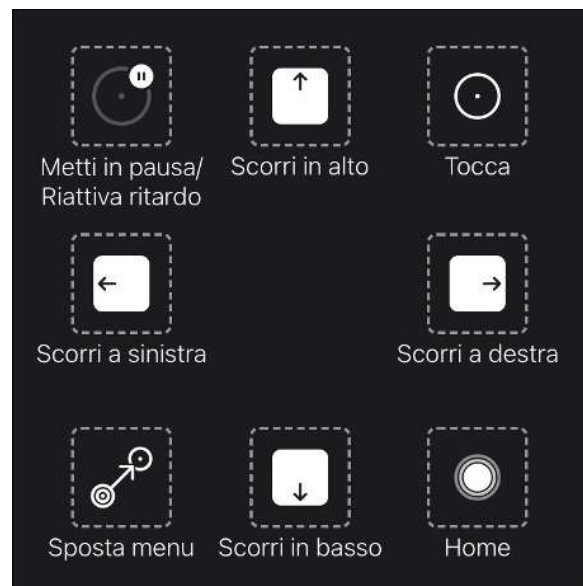 Metti in pausa/
Riattiva ritardo
Scorri in alto
Tocca
Scorri a sinistra
Scorri a destra
Sposta menu
Scorri in basso
Home